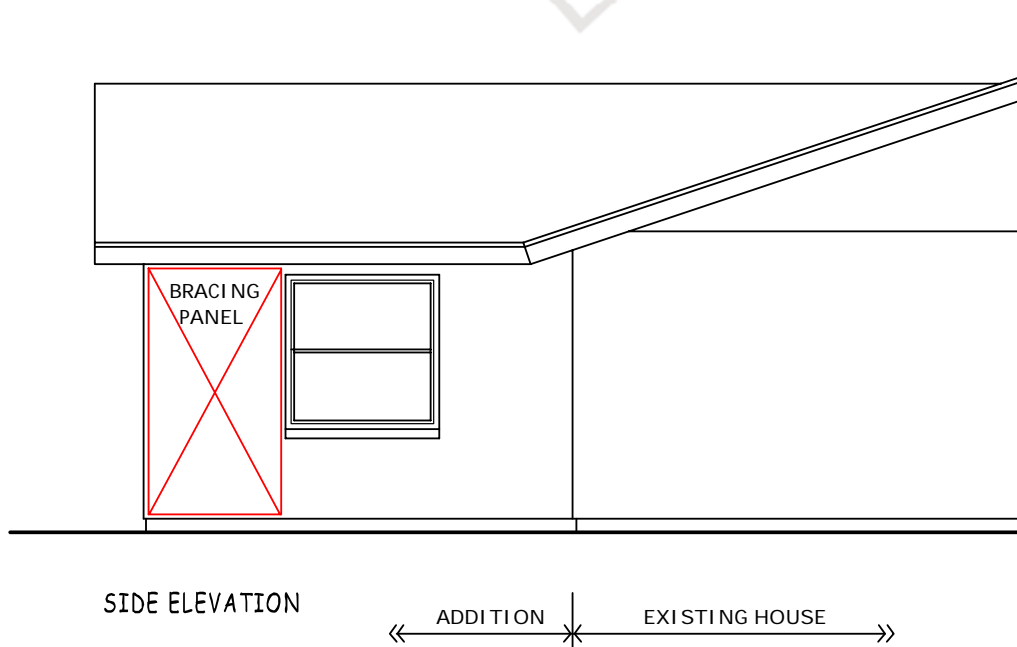 BRACING
PANEL
SIDE ELEVATION
ADDITION
EXISTING HOUSE